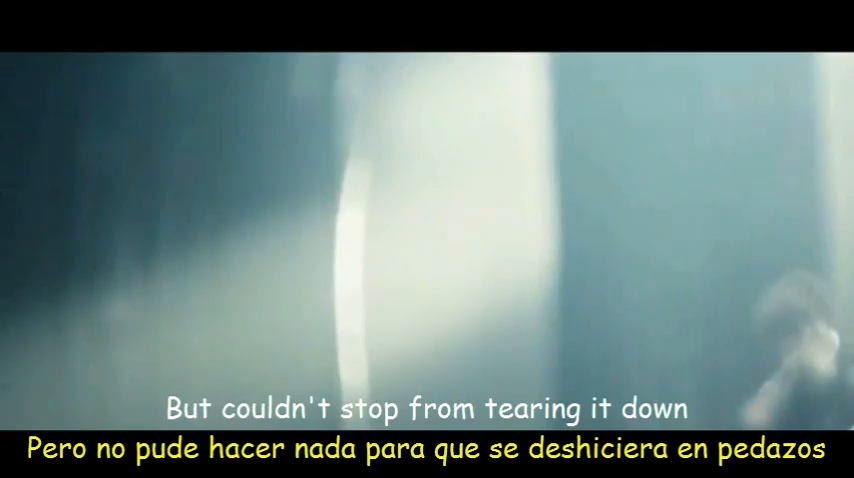 But couldn't stop from tearing it down
Pero no pude hacer nada para que se deshiciera en pedazos